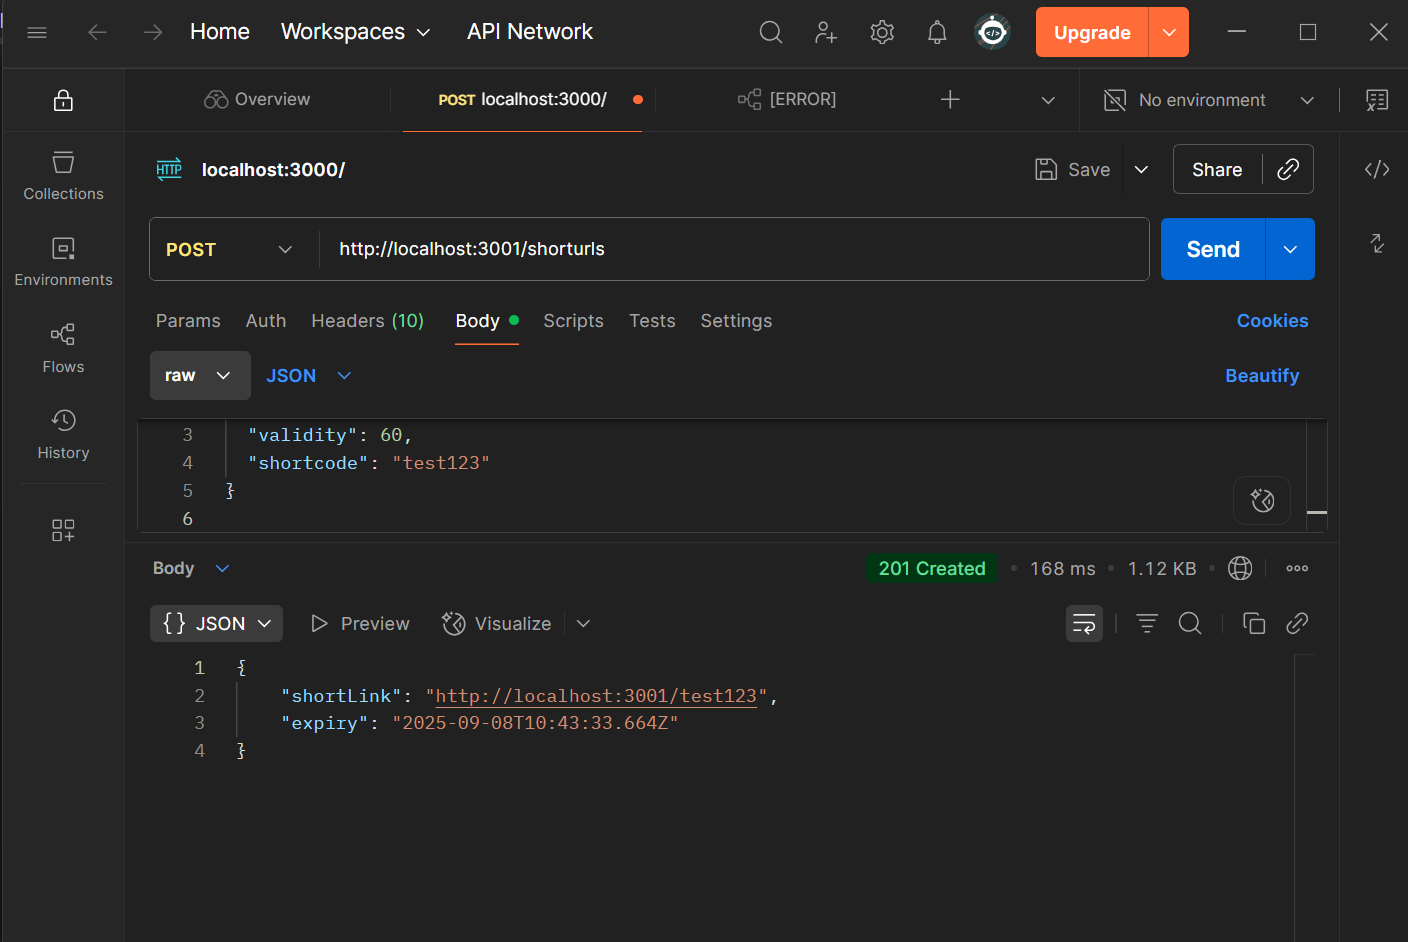 Home Workspaces API Network Upgrade
Overview POST localhost:3000/ [ERROR] No environment
HTTP localhost:3000/ Save Share
Collections
POST http://localhost:3001/shorturls Send
Environments
Params Auth Headers (10) Body Scripts Tests Settings Cookies
Flows
raw JSON Beautify
History
3 "validity": 60,
4 "shortcode": "test123"
5 }
6
Body 201 Created 168 ms 1.12 KB
{} JSON Preview Visualize
1 {
2 "shortLink": "http://localhost:3001/test123",
3 "expiry": "2025-09-08T10:43:33.664Z"
4 }